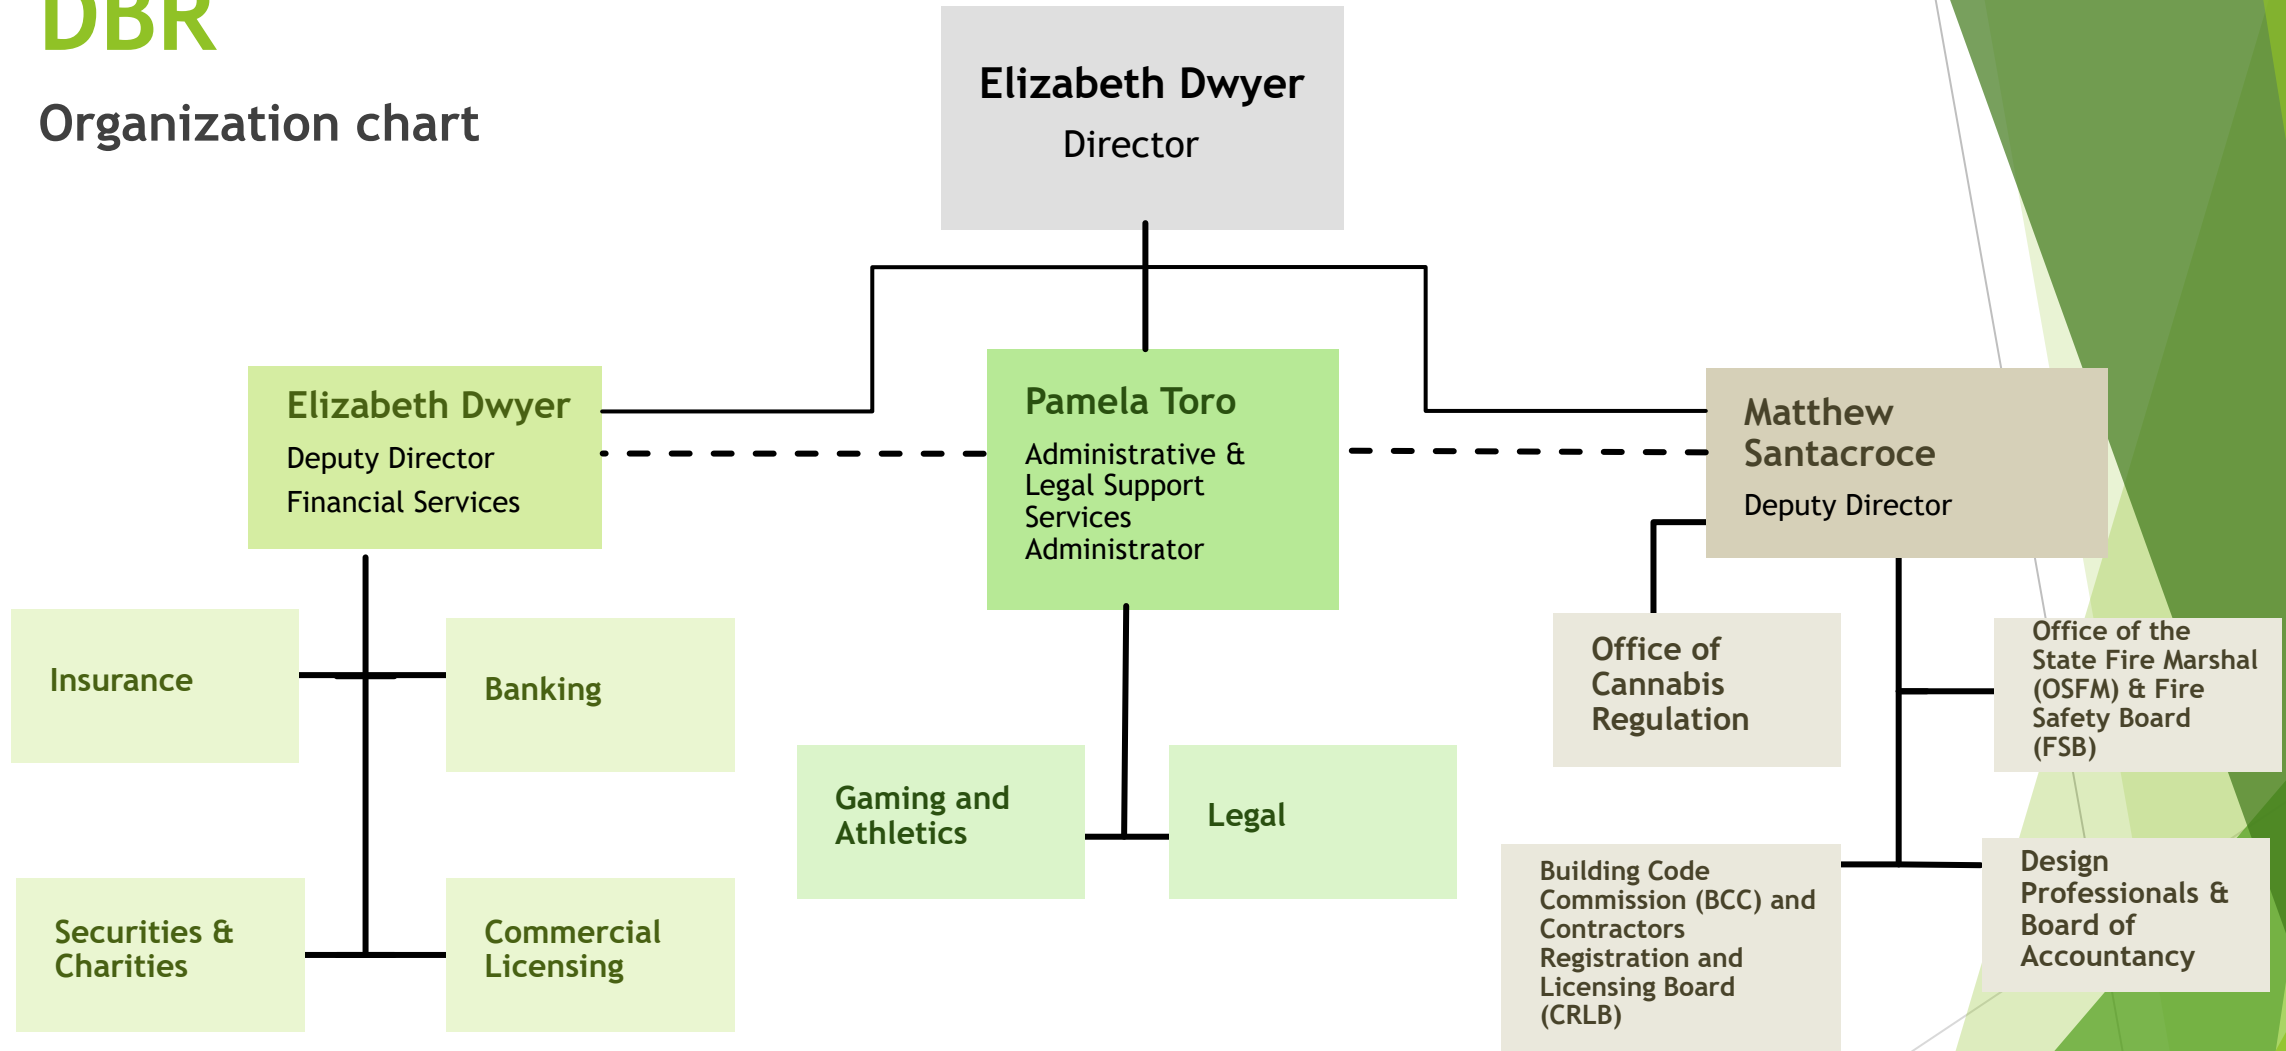 DBR
Organization chart
Elizabeth Dwyer
Director
Elizabeth Dwyer
Deputy Director
Financial Services
Pamela Toro
Administrative &
Legal Support
Services
Administrator
Matthew
Santacroce
Deputy Director
Insurance
Banking
Securities &
Charities
Commercial
Licensing
Gaming and
Athletics
Legal
Office of
Cannabis
Regulation
Office of the
State Fire Marshal
(OSFM) & Fire
Safety Board
(FSB)
Building Code
Commission (BCC) and
Contractors
Registration and
Licensing Board
(CRLB)
Design
Professionals &
Board of
Accountancy